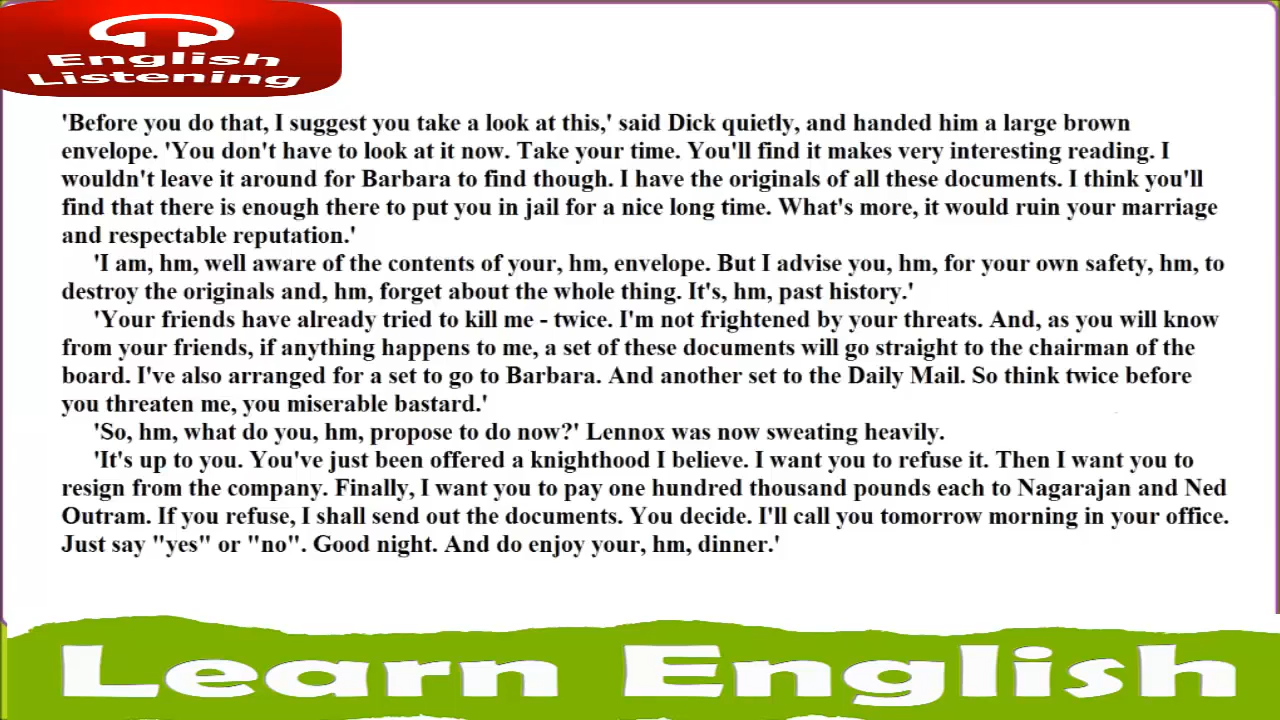 English
Listening
'Before you do that, I suggest you take a look at this,' said Dick quietly, and handed him a large brown
envelope. 'You don't have to look at it now. Take your time. You'll find it makes very interesting reading. I
wouldn't leave it around for Barbara to find though. I have the originals of all these documents. I think you'll
find that there is enough there to put you in jail for a nice long time. What's more, it would ruin your marriage
and respectable reputation.'
'I am, hm, well aware of the contents of your, hm, envelope. But I advise you, hm, for your own safety, hm, to
destroy the originals and, hm, forget about the whole thing. It's, hm, past history.'
'Your friends have already tried to kill me - twice. I'm not frightened by your threats. And, as you will know
from your friends, if anything happens to me, a set of these documents will go straight to the chairman of the
board. I've also arranged for a set to go to Barbara. And another set to the Daily Mail. So think twice before
you threaten me, you miserable bastard.'
'So, hm, what do you, hm, propose to do now?' Lennox was now sweating heavily.
'It's up to you. You've just been offered a knighthood I believe. I want you to refuse it. Then I want you to
resign from the company. Finally, I want you to pay one hundred thousand pounds each to Nagarajan and Ned
Outram. If you refuse, I shall send out the documents. You decide. I'll call you tomorrow morning in your office.
Just say "yes" or "no". Good night. And do enjoy your, hm, dinner.'
Learn English